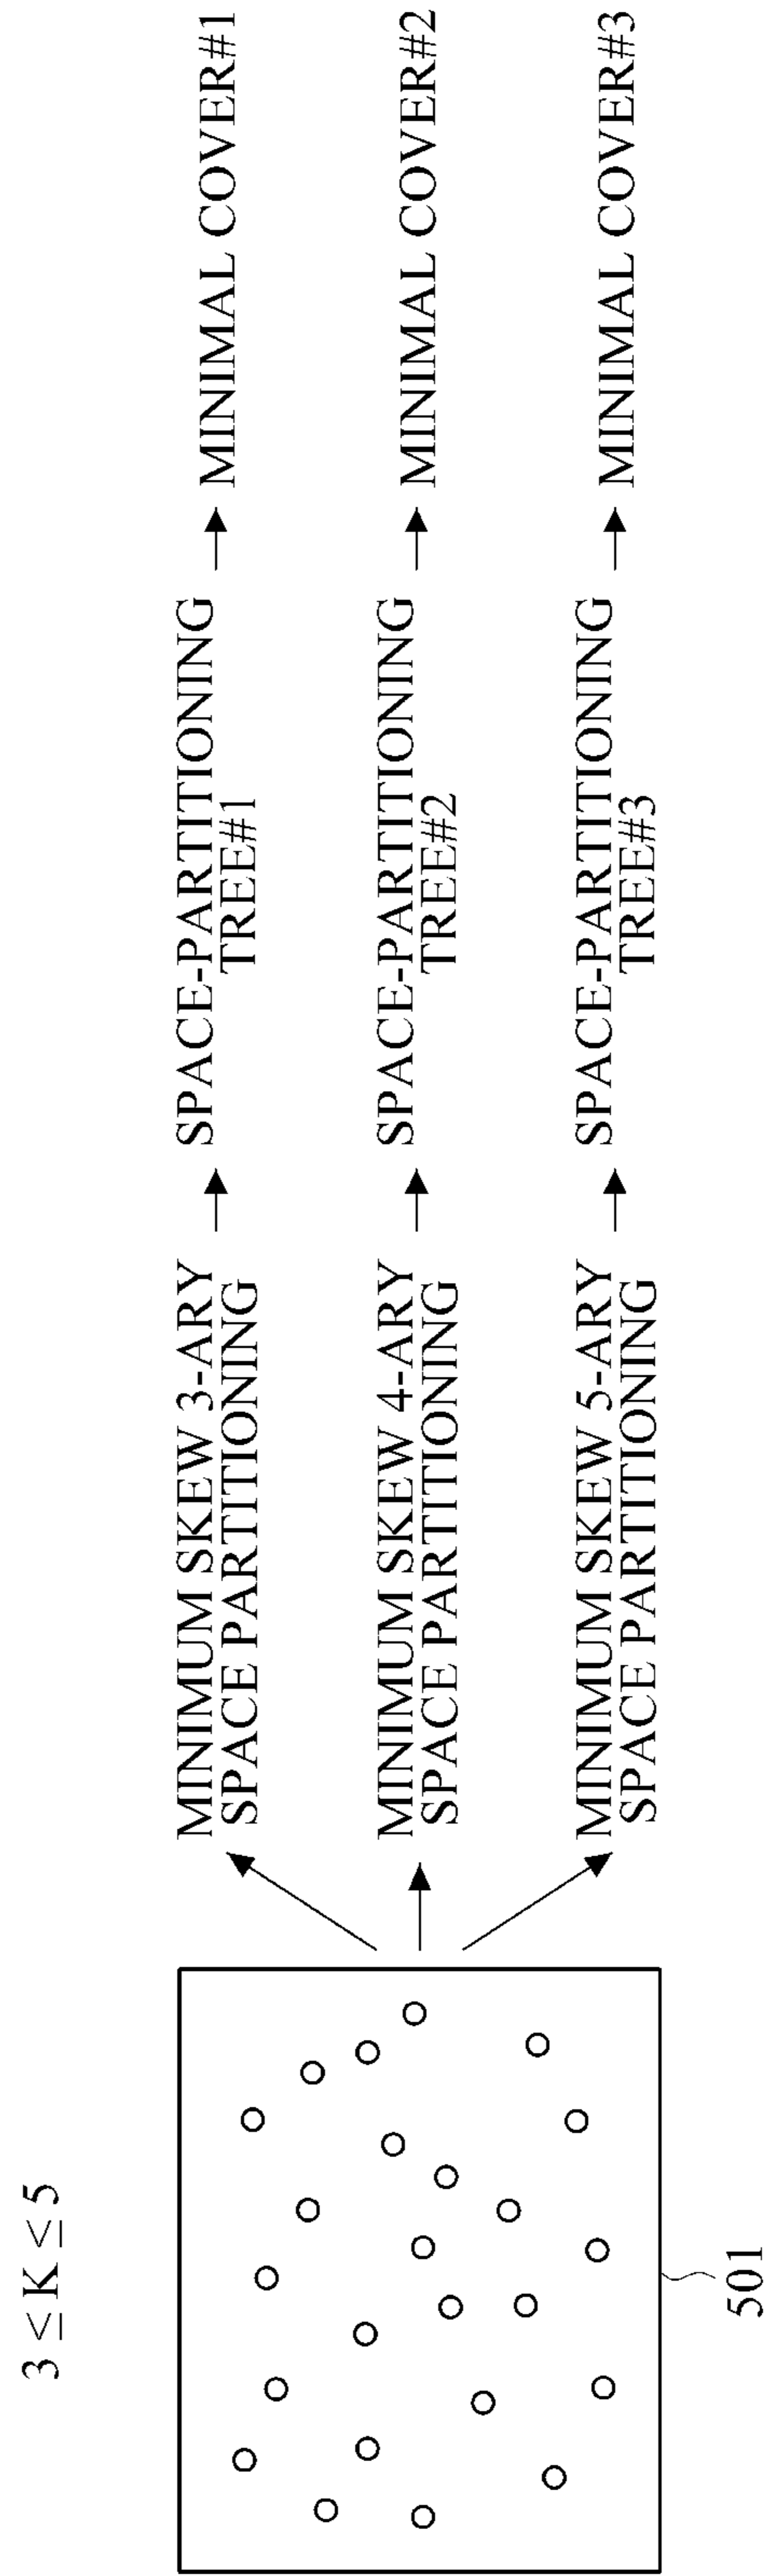 3 ≤ K ≤ 5
501
MINIMUM SKEW 3-ARY
SPACE PARTITIONING
SPACE-PARTITIONING
TREE#1
MINIMAL COVER#1
MINIMUM SKEW 4-ARY
SPACE PARTITIONING
SPACE-PARTITIONING
TREE#2
MINIMAL COVER#2
MINIMUM SKEW 5-ARY
SPACE PARTITIONING
SPACE-PARTITIONING
TREE#3
MINIMAL COVER#3